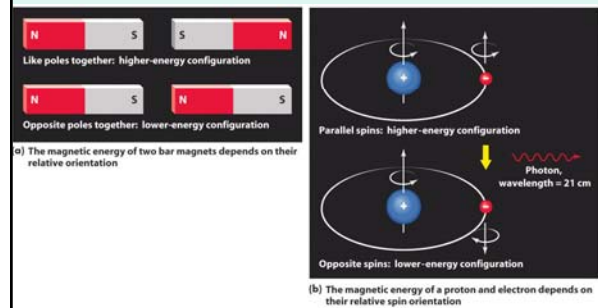 N S S N
Like poles together: higher-energy configuration
N S N S
Opposite poles together: lower-energy configuration
(a) The magnetic energy of two bar magnets depends on their
relative orientation
+ −
Parallel spins: higher-energy configuration
Photon,
wavelength = 21 cm
+ −
Opposite spins: lower-energy configuration
(b) The magnetic energy of a proton and electron depends on
their relative spin orientation